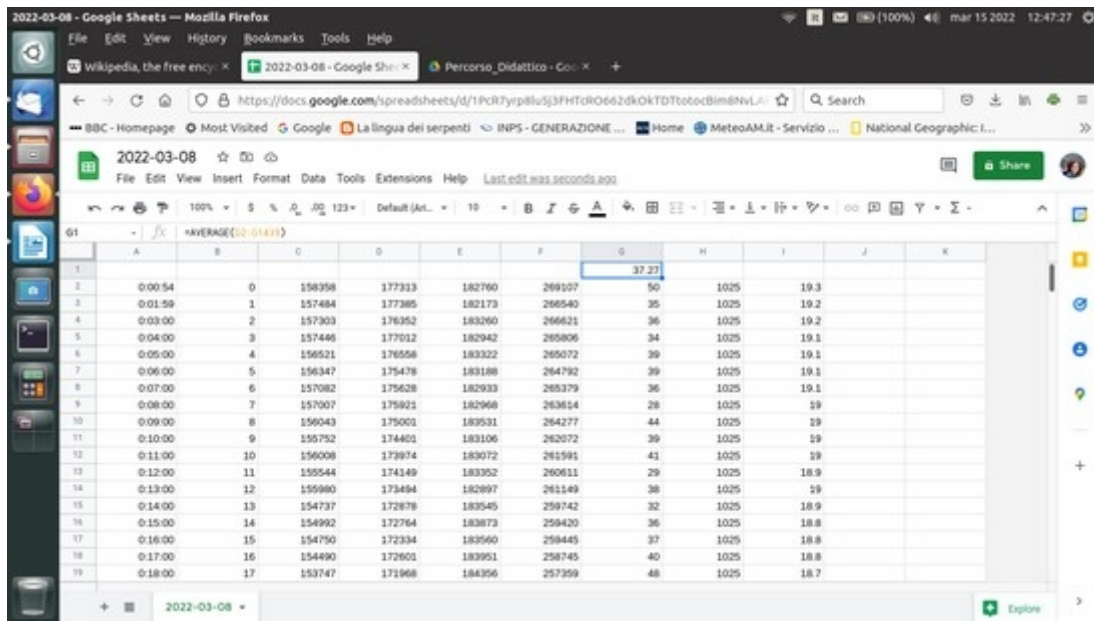 2022-03-08 - Google Sheets — Mozilla Firefox (100%) mar 15 2022 12:47:27
File Edit View History Bookmarks Tools Help
Wikipedia, the free ency × 2022-03-08 - Google She × Percorso_Didattico - Goo × +
https://docs.google.com/spreadsheets/d/ Search
BBC - Homepage Most Visited Google La lingua dei serpenti INPS - GENERAZIONE ... Home MeteoAM.it - Servizio ... National Geographic: I...
2022-03-08
Share
File Edit View Insert Format Data Tools Extensions Help Last edit was seconds ago
100% $ % .0 .00 123 Default (Ari... 10 B I S A
G1 fx =AVERAGE(G2:G1439)
A B C D E F G H I J K
1 37.27
2 0:00:54 0 158358 177313 182760 269107 50 1025 19.3
3 0:01:59 1 157484 177385 182173 266540 35 1025 19.2
4 0:03:00 2 157303 176352 183260 266621 36 1025 19.2
5 0:04:00 3 157446 177012 182942 265806 34 1025 19.1
6 0:05:00 4 156521 176558 183322 265072 39 1025 19.1
7 0:06:00 5 156347 175478 183188 264792 39 1025 19.1
8 0:07:00 6 157082 175628 182933 265379 36 1025 19.1
9 0:08:00 7 157007 175921 182968 263614 28 1025 19
10 0:09:00 8 156043 175001 183531 264277 44 1025 19
11 0:10:00 9 155752 174401 183106 262072 39 1025 19
12 0:11:00 10 156008 173974 183072 261591 41 1025 19
13 0:12:00 11 155544 174149 183352 260611 29 1025 18.9
14 0:13:00 12 155980 173494 182897 261149 38 1025 19
15 0:14:00 13 154737 172878 183545 259742 32 1025 18.9
16 0:15:00 14 154992 172764 183873 259420 36 1025 18.8
17 0:16:00 15 154750 172334 183560 259445 37 1025 18.8
18 0:17:00 16 154490 172601 183951 258745 40 1025 18.8
19 0:18:00 17 153747 171968 184356 257359 48 1025 18.7
2022-03-08
Explore